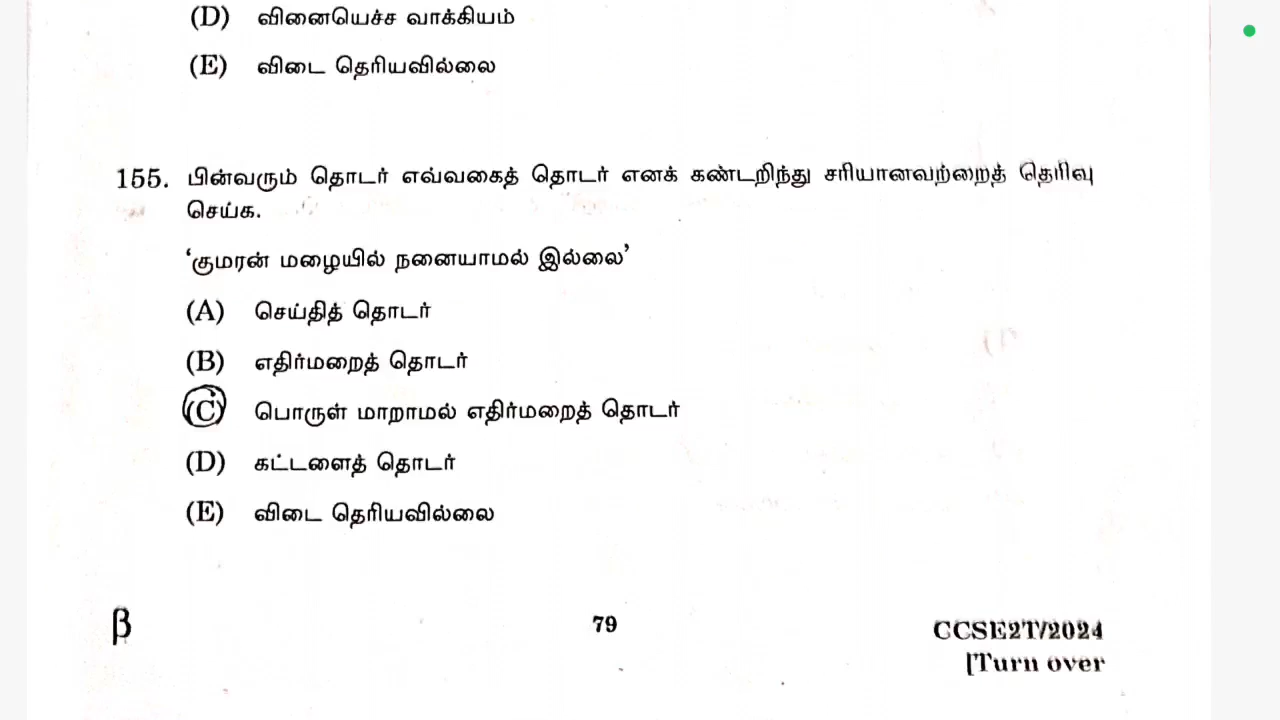 (D) வினையெச்ச வாக்கியம்
(E) விடை தெரியவில்லை
155. பின்வரும் தொடர் எவ்வகைத் தொடர் எனக் கண்டறிந்து சரியானவற்றைத் தெரிவு
செய்க.
‘குமரன் மழையில் நனையாமல் இல்லை’
(A) செய்தித் தொடர்
(B) எதிர்மறைத் தொடர்
(C) பொருள் மாறாமல் எதிர்மறைத் தொடர்
(D) கட்டளைத் தொடர்
(E) விடை தெரியவில்லை
β 79 CCSE2T/2024
[Turn over